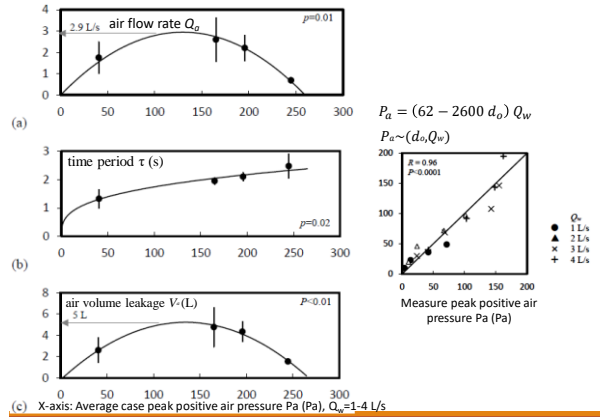 4
3
2
1
0
2.9 L/s
air flow rate Qₐ
p=0.01
0 50 100 150 200 250 300
(a)
3
2
1
0
time period τ (s)
p=0.02
0 50 100 150 200 250 300
(b)
8
6
4
2
0
air volume leakage V-(L)
5 L
P<0.01
0 50 100 150 200 250 300
(c) X-axis: Average case peak positive air pressure Pa (Pa), Qw=1-4 L/s
Pₐ = (62 − 2600 dₒ) Qw
Pa~(do,Qw)
200
150
100
50
0
R=0.96
P<0.0001
0 50 100 150 200
Qw
1 L/s
2 L/s
3 L/s
4 L/s
Measure peak positive air
pressure Pa (Pa)